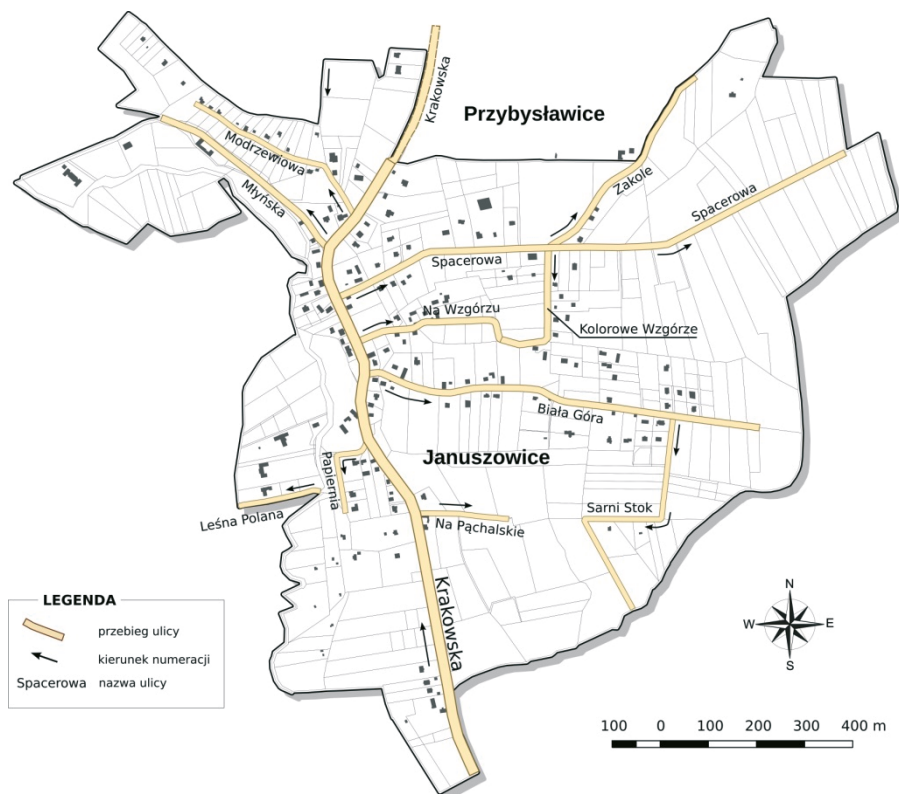 Krakowska
Przybysławice
Modrzewiowa
Młyńska
Zakole
Spacerowa
Spacerowa
Na Wzgórzu
Kolorowe Wzgórze
Biała Góra
Januszowice
Papiernia
Leśna Polana
Na Pąchalskie
Sarni Stok
Krakowska
LEGENDA
przebieg ulicy
kierunek numeracji
Spacerowa nazwa ulicy
N
W E
S
100 0 100 200 300 400 m